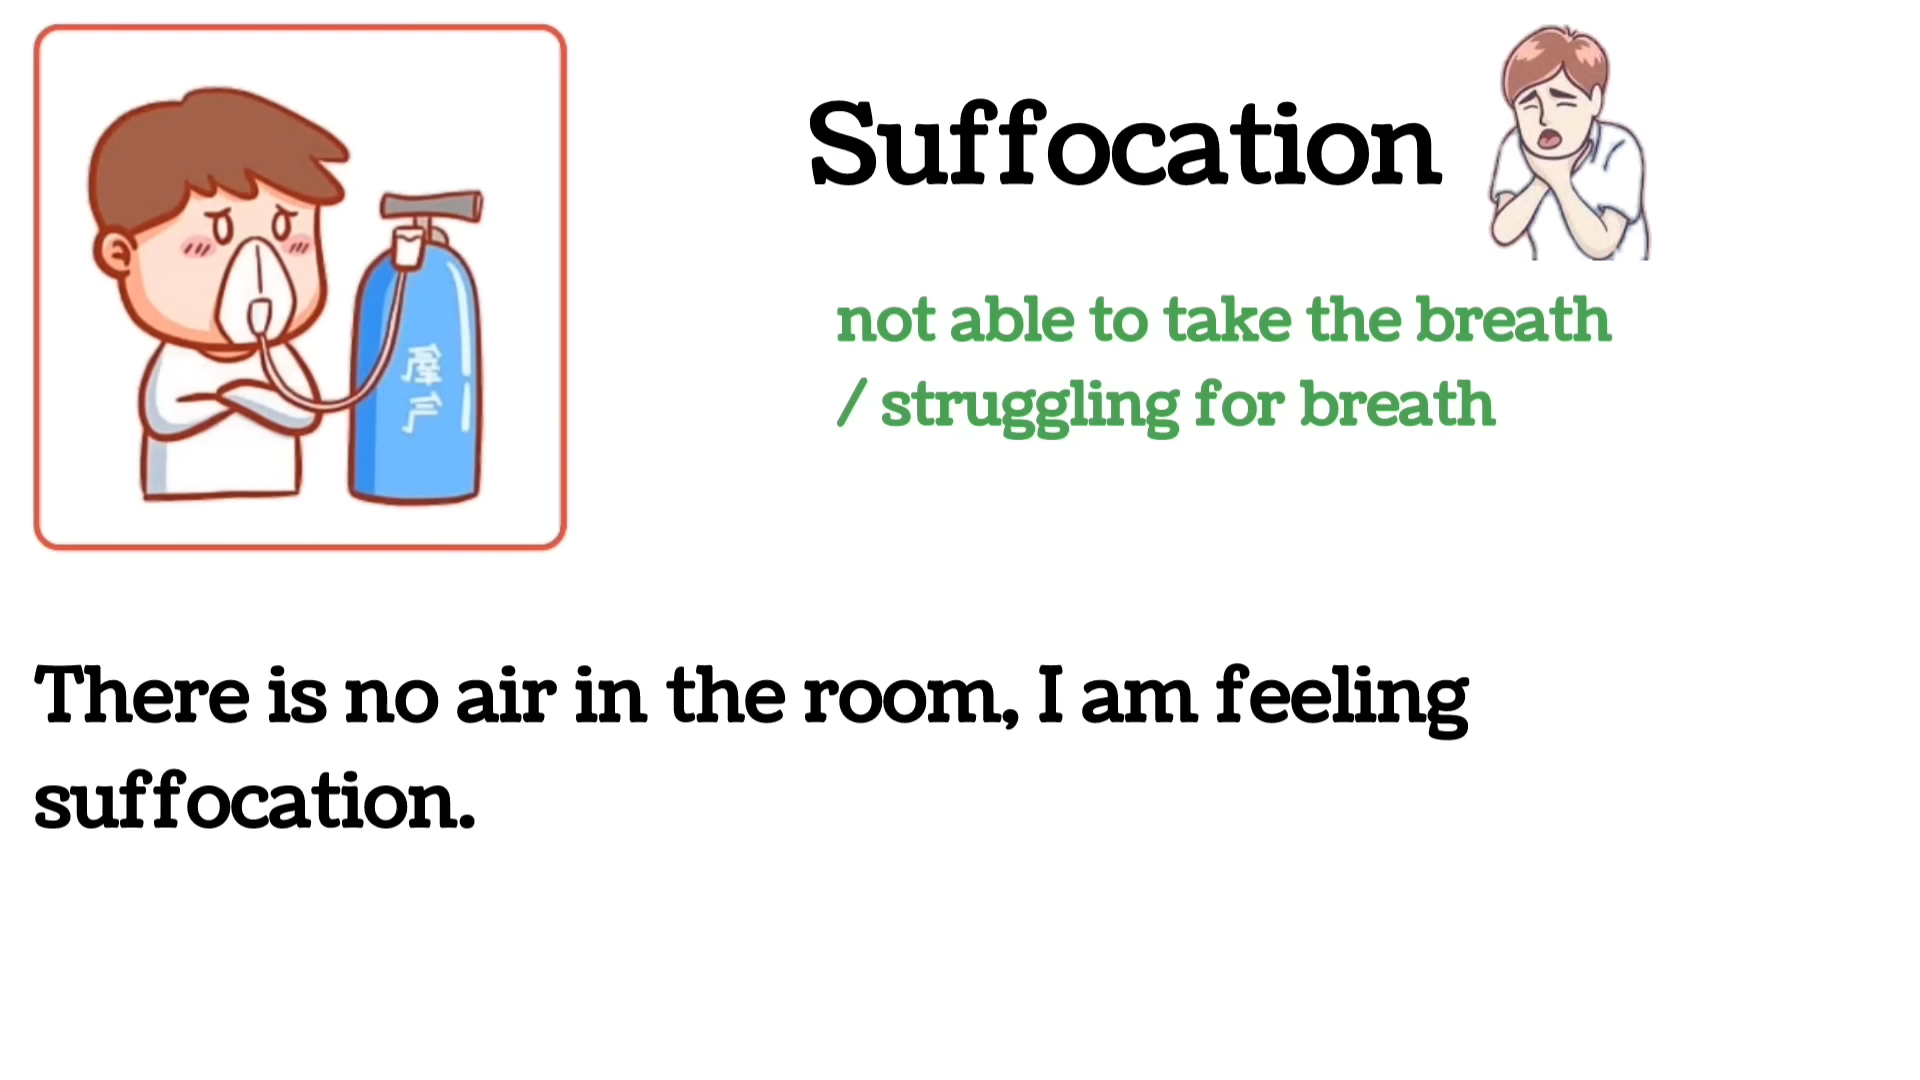 Suffocation
not able to take the breath
/ struggling for breath
There is no air in the room, I am feeling
suffocation.